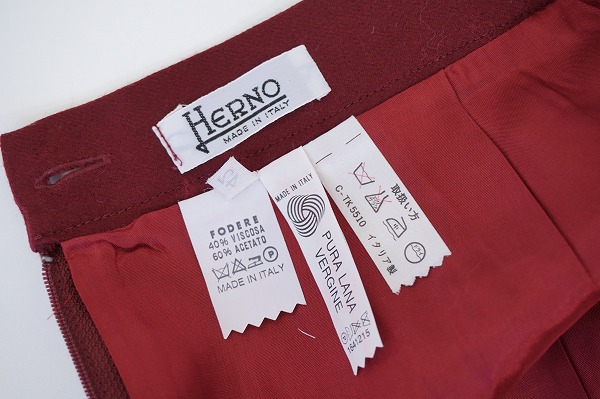 HERNO
MADE IN ITALY
FODERE
40% VISCOSA
60% ACETATO
MADE IN ITALY
MADE IN ITALY
PURA LANA
VERGINE
1641215
取扱い方
C-TK5510 イタリア製